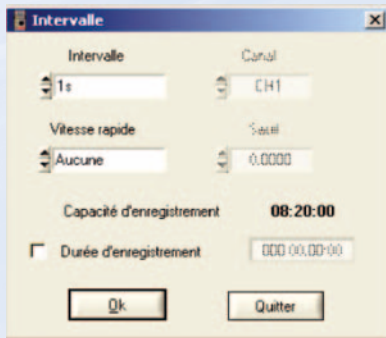 Intervalle
Intervalle Canal
1s CH1
Vitesse rapide Seuil
Aucune 0.0000
Capacité d'enregistrement 08:20:00
Durée d'enregistrement 000 00:00:00
Ok Quitter